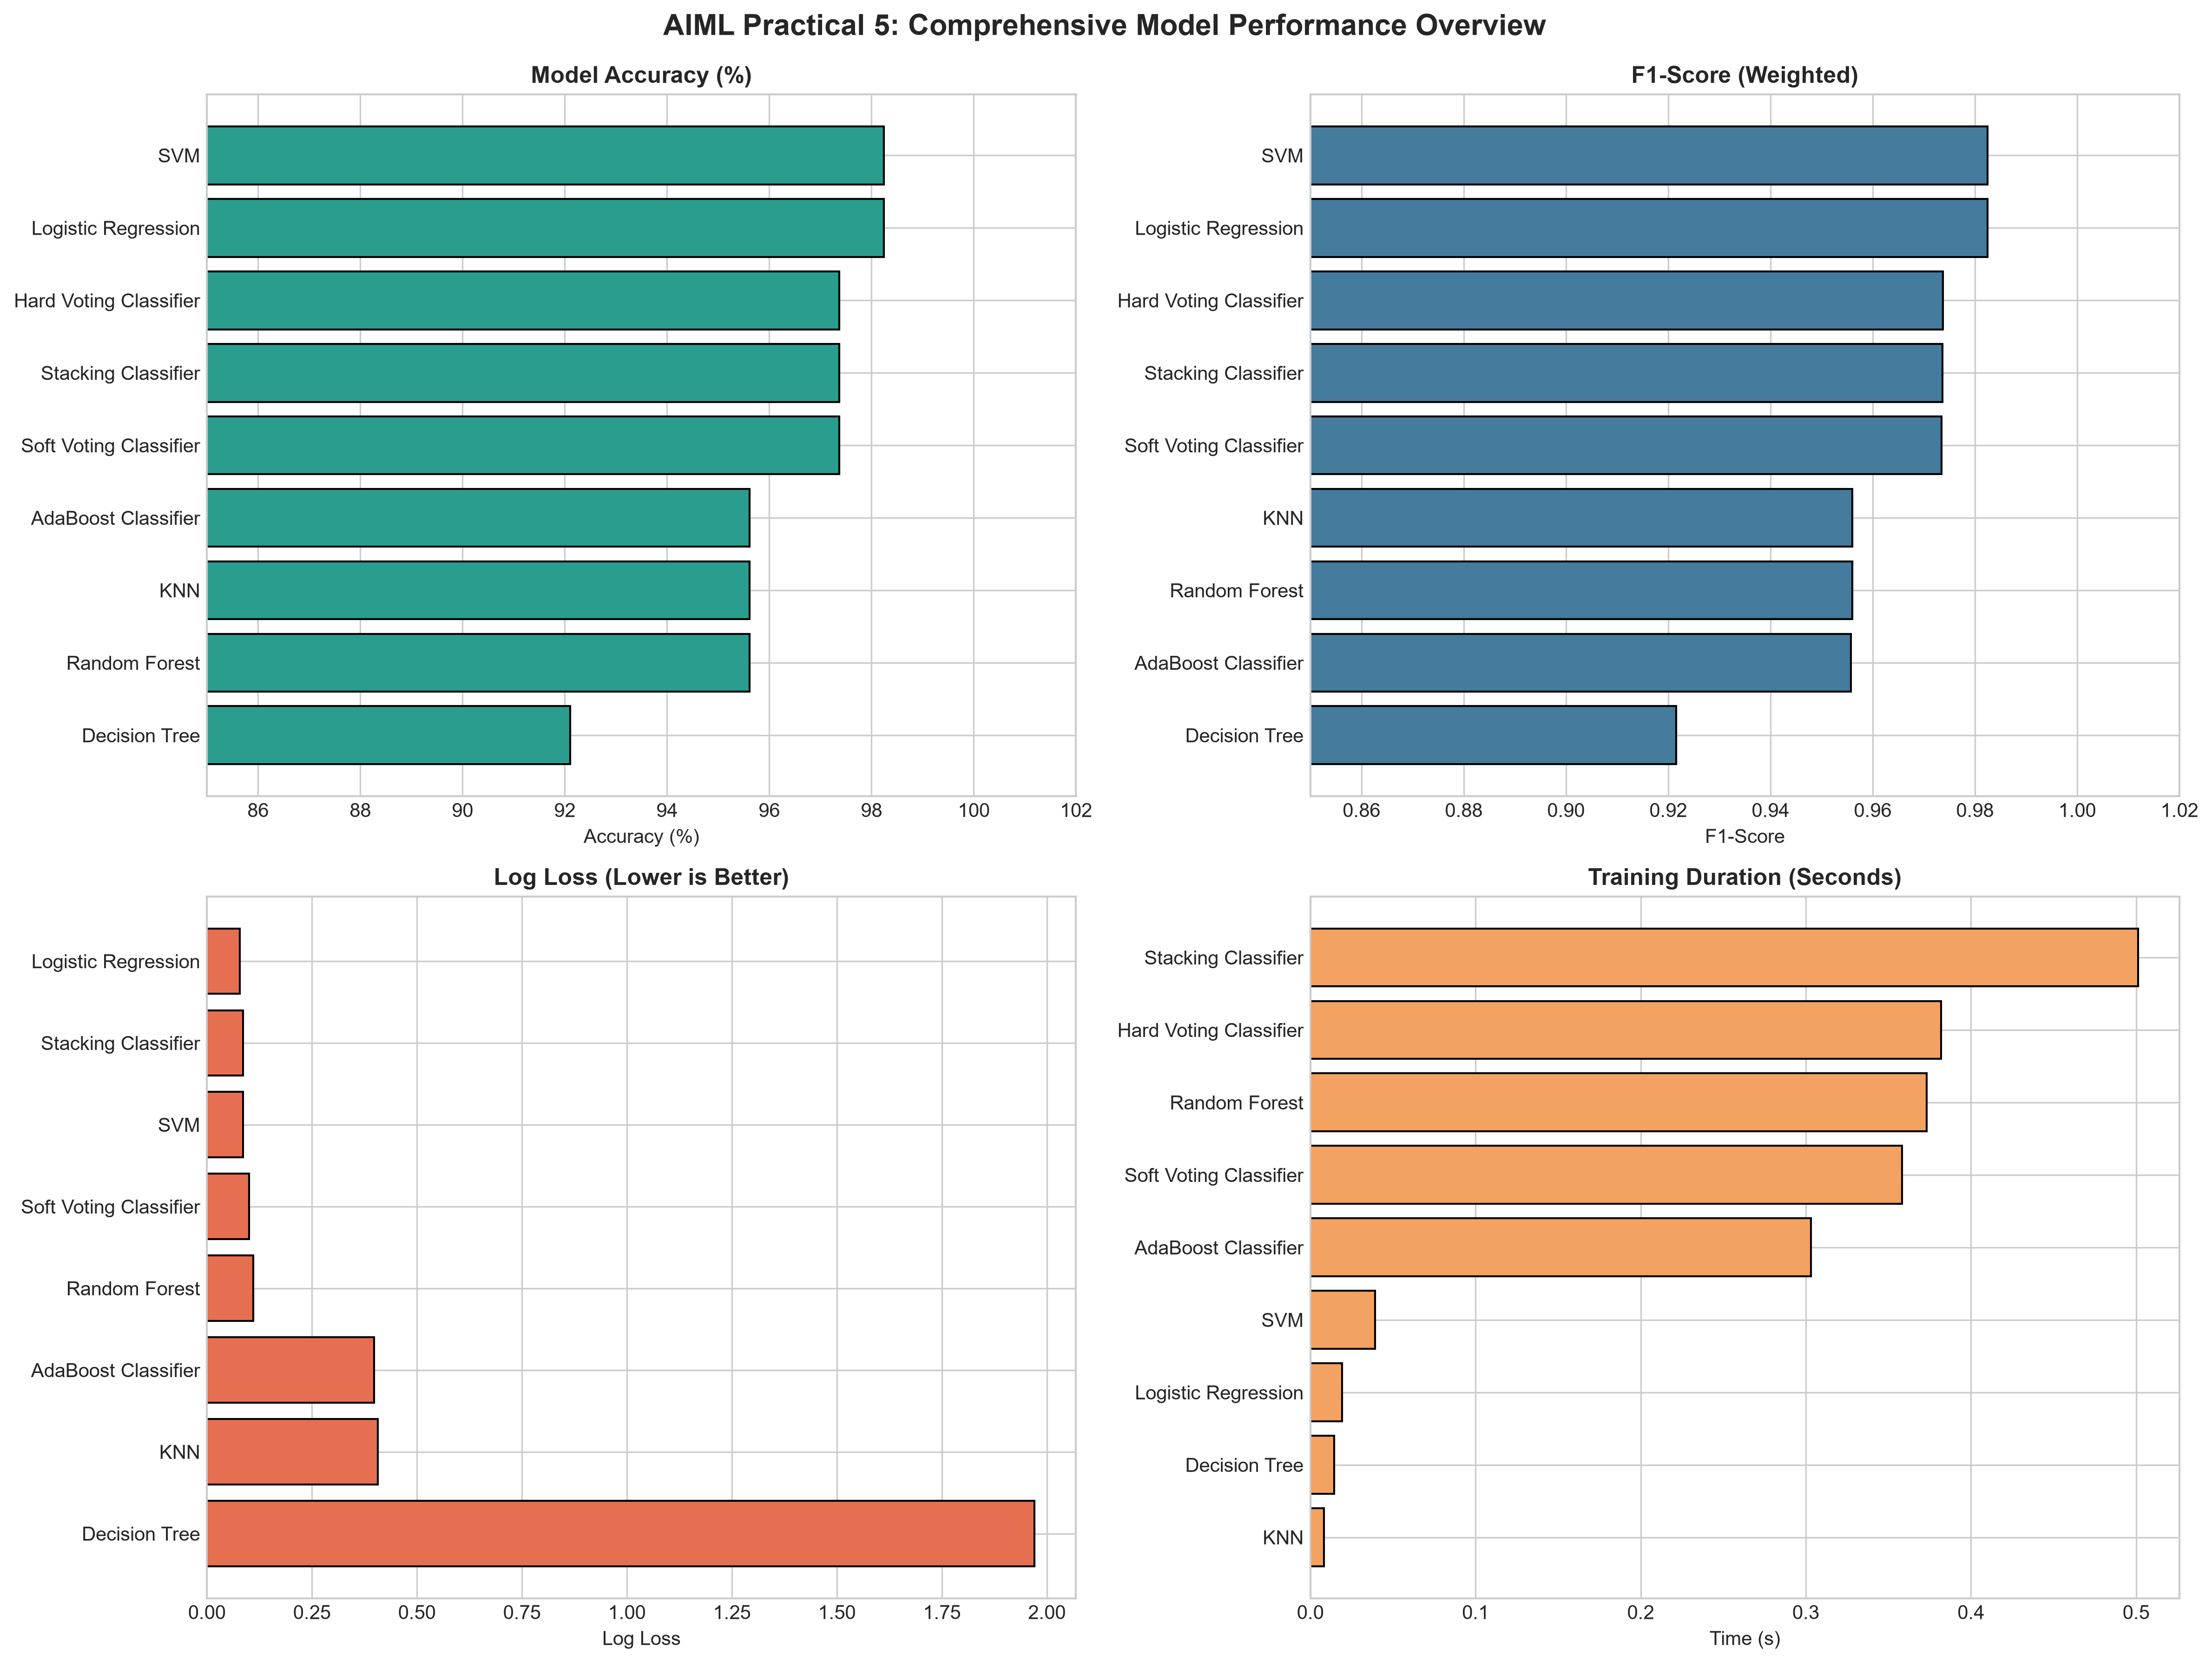 AIML Practical 5: Comprehensive Model Performance Overview
Model Accuracy (%)
SVM
Logistic Regression
Hard Voting Classifier
Stacking Classifier
Soft Voting Classifier
AdaBoost Classifier
KNN
Random Forest
Decision Tree
86 88 90 92 94 96 98 100 102
Accuracy (%)
F1-Score (Weighted)
SVM
Logistic Regression
Hard Voting Classifier
Stacking Classifier
Soft Voting Classifier
KNN
Random Forest
AdaBoost Classifier
Decision Tree
0.86 0.88 0.90 0.92 0.94 0.96 0.98 1.00 1.02
F1-Score
Log Loss (Lower is Better)
Logistic Regression
Stacking Classifier
SVM
Soft Voting Classifier
Random Forest
AdaBoost Classifier
KNN
Decision Tree
0.00 0.25 0.50 0.75 1.00 1.25 1.50 1.75 2.00
Log Loss
Training Duration (Seconds)
Stacking Classifier
Hard Voting Classifier
Random Forest
Soft Voting Classifier
AdaBoost Classifier
SVM
Logistic Regression
Decision Tree
KNN
0.0 0.1 0.2 0.3 0.4 0.5
Time (s)